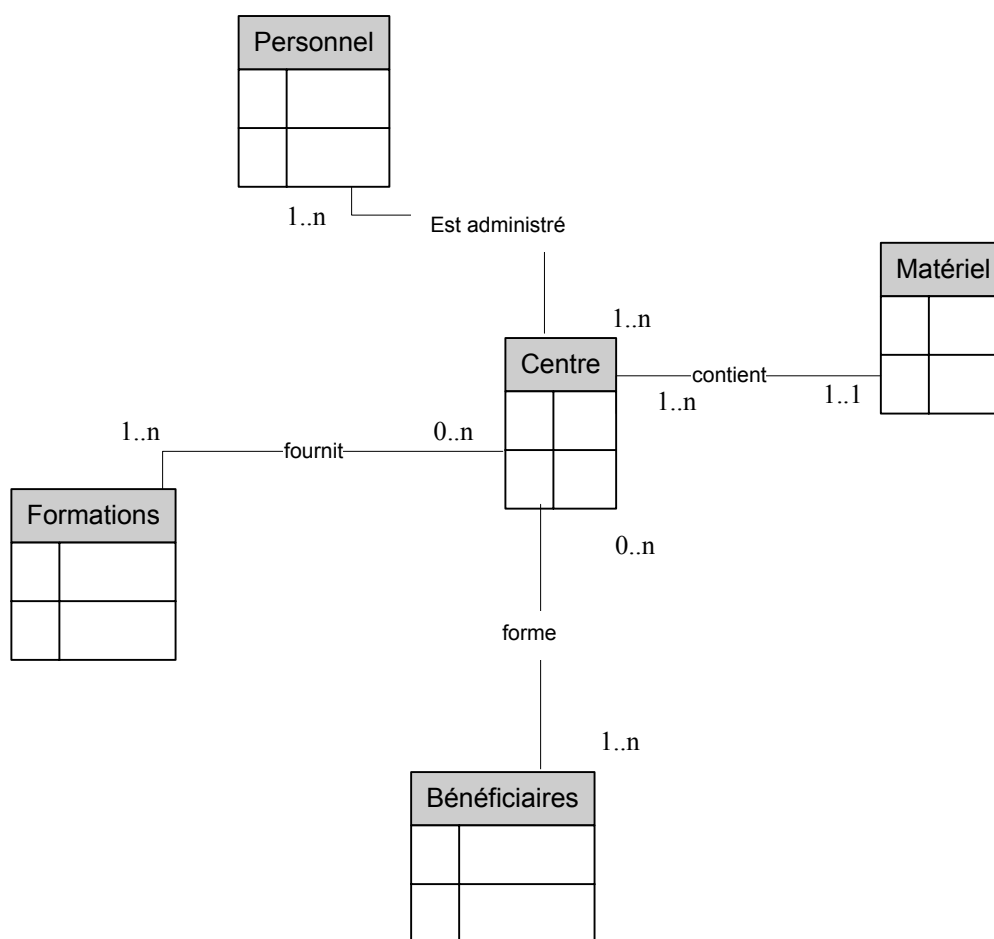 Personnel
1..n
Est administré
Matériel
1..n
Centre
contient
1..n
1..1
1..n
0..n
fournit
Formations
0..n
forme
1..n
Bénéficiaires